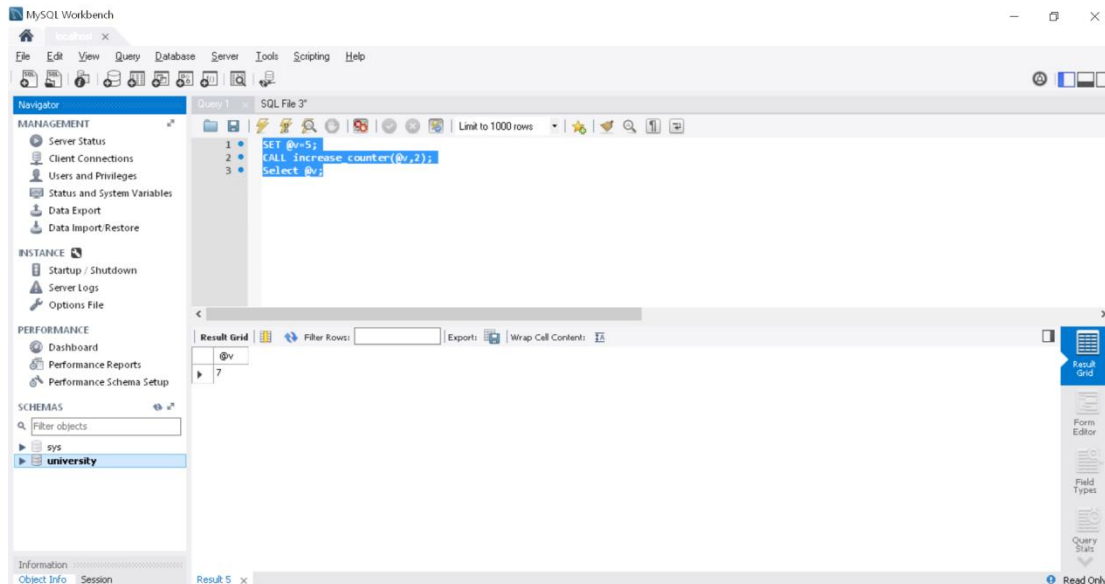 MySQL Workbench
localhost ×
File Edit View Query Database Server Tools Scripting Help
Navigator
MANAGEMENT
Server Status
Client Connections
Users and Privileges
Status and System Variables
Data Export
Data Import/Restore
INSTANCE
Startup / Shutdown
Server Logs
Options File
PERFORMANCE
Dashboard
Performance Reports
Performance Schema Setup
SCHEMAS
Filter objects
sys
university
Information
Object Info Session
Query 1 × SQL File 3*
Limit to 1000 rows
1 SET @v=5;
2 CALL increase_counter(@v,2);
3 Select @v;
Result Grid Filter Rows: Export: Wrap Cell Content:
@v
7
Result Grid
Form Editor
Field Types
Query Stats
Result 5 ×
Read Only